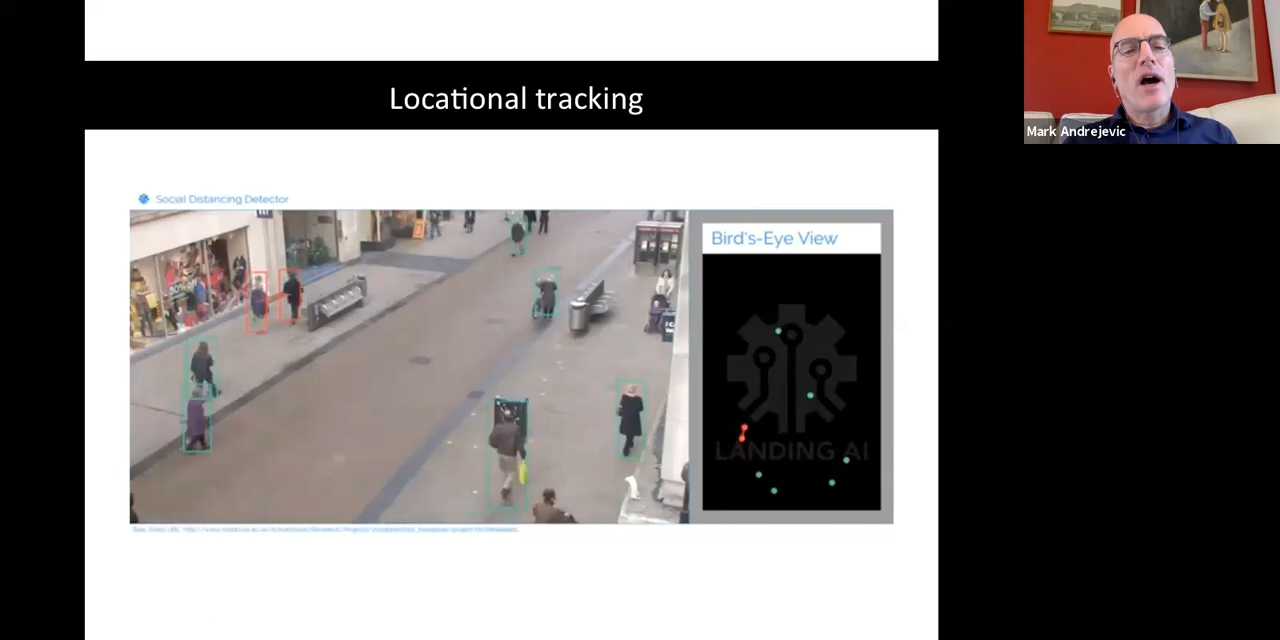 Locational tracking
Mark Andrejevic
Social Distancing Detector
Bird's-Eye View
LANDING AI